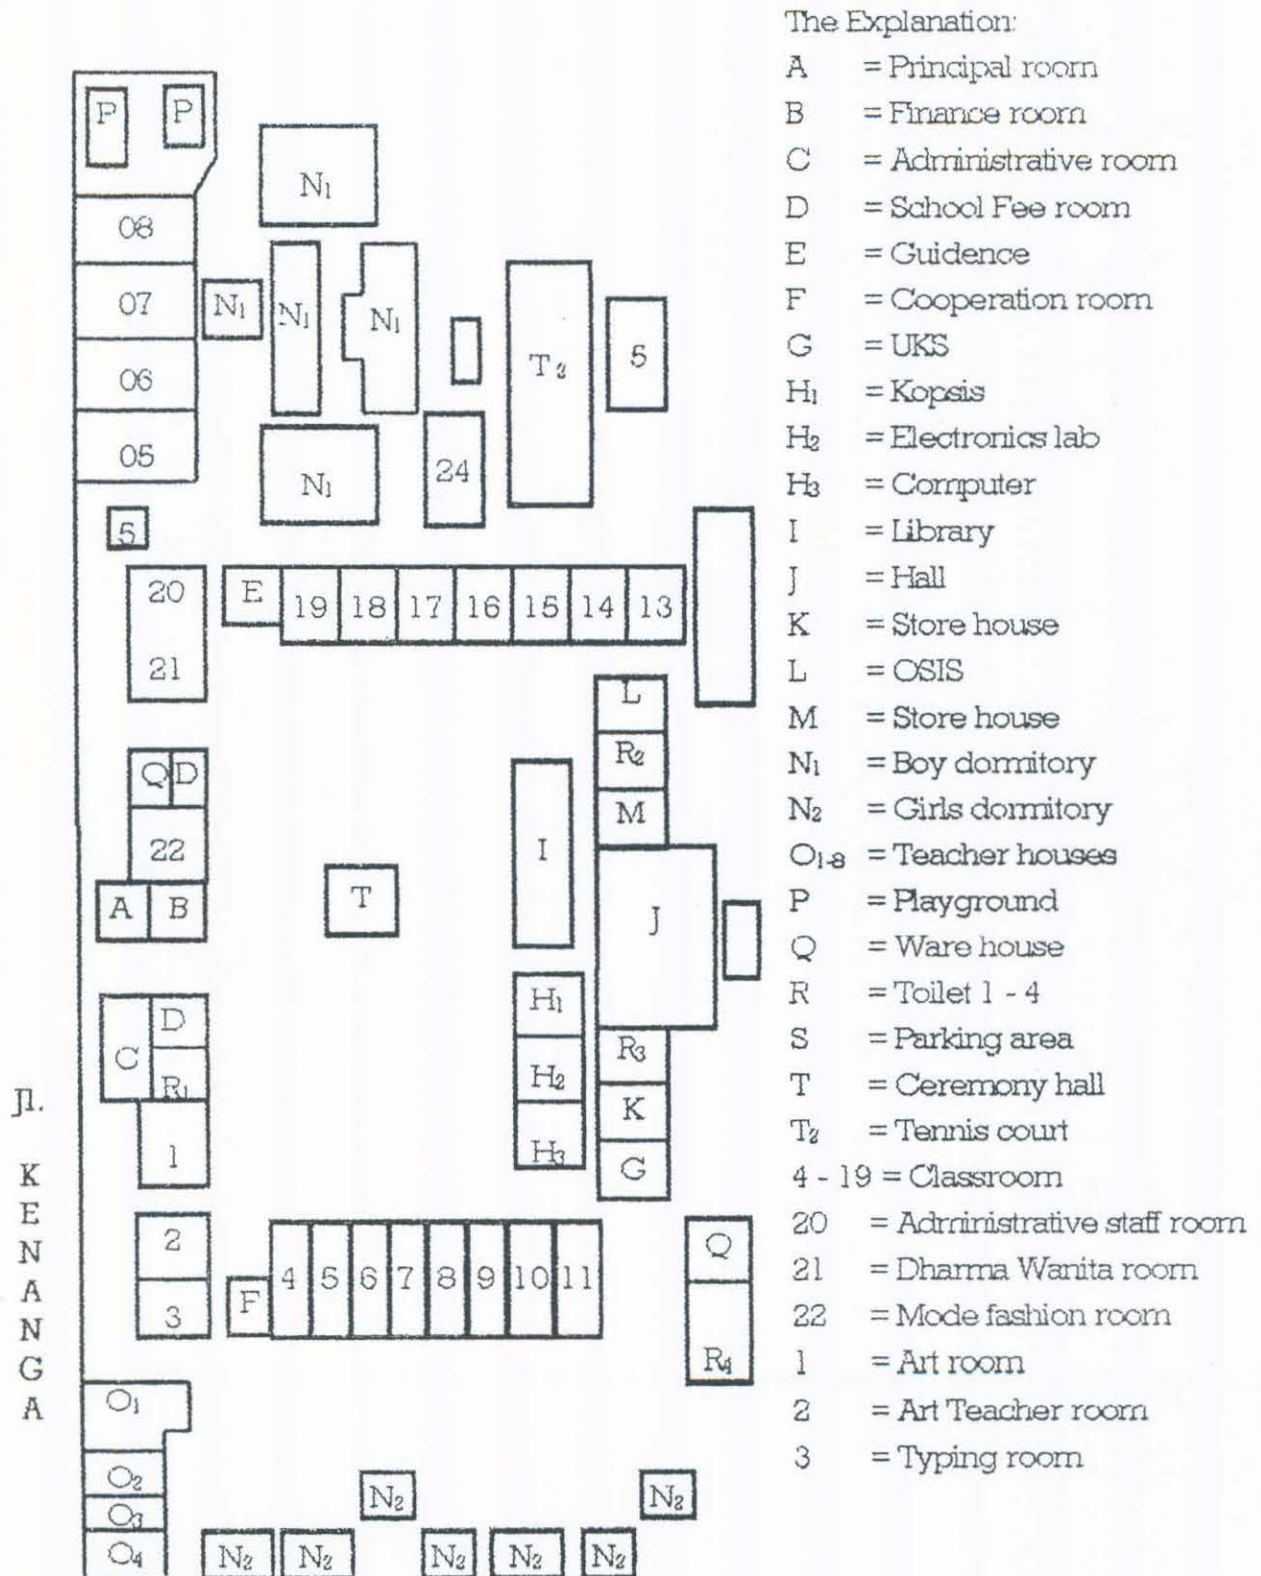 The Explanation:
A = Principal room
B = Finance room
C = Administrative room
D = School Fee room
E = Guidence
F = Cooperation room
G = UKS
H1 = Kopsis
H2 = Electronics lab
H3 = Computer
I = Library
J = Hall
K = Store house
L = OSIS
M = Store house
N1 = Boy dormitory
N2 = Girls dormitory
O1-8 = Teacher houses
P = Playground
Q = Ware house
R = Toilet 1 - 4
S = Parking area
T = Ceremony hall
T2 = Tennis court
4 - 19 = Classroom
20 = Administrative staff room
21 = Dharma Wanita room
22 = Mode fashion room
1 = Art room
2 = Art Teacher room
3 = Typing room
P P
N1
08
07 N1 N1 N1
T2 5
06
05
N1 24
5
20 E 19 18 17 16 15 14 13
21
L
R2
M
Q D
22
A B
T
I
J
H1
H2
H3
R3
K
G
C D
R1
1
2
3
F 4 5 6 7 8 9 10 11
Q
R4
O1
O2
O3
O4
N2 N2
N2 N2 N2 N2 N2
Jl. KENANGA